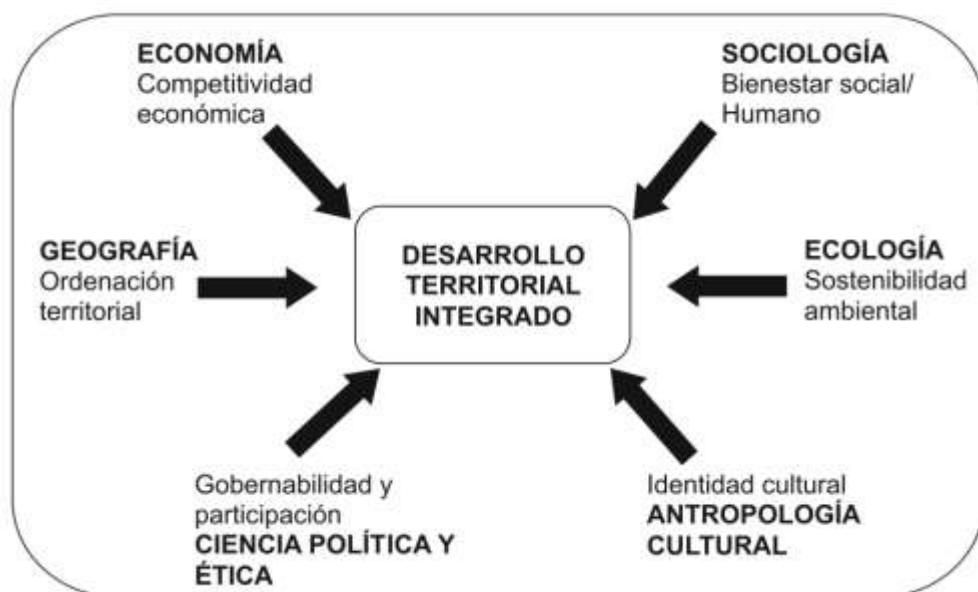 ECONOMÍA
Competitividad
económica
SOCIOLOGÍA
Bienestar social/
Humano
GEOGRAFÍA
Ordenación
territorial
DESARROLLO
TERRITORIAL
INTEGRADO
ECOLOGÍA
Sostenibilidad
ambiental
Gobernabilidad y
participación
CIENCIA POLÍTICA Y
ÉTICA
Identidad cultural
ANTROPOLOGÍA
CULTURAL